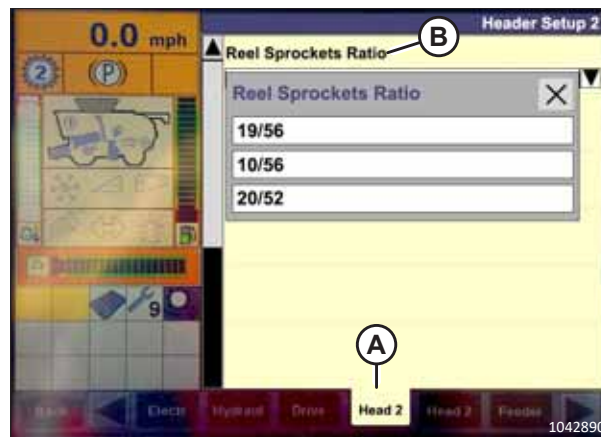 Header Setup 2
0.0 mph
B
Reel Sprockets Ratio
2
(P)
Reel Sprockets Ratio
19/56
10/56
20/52
9
A
Back
Electr
Hydraul
Drive
Head 2
Head 2
Feeder
1042890